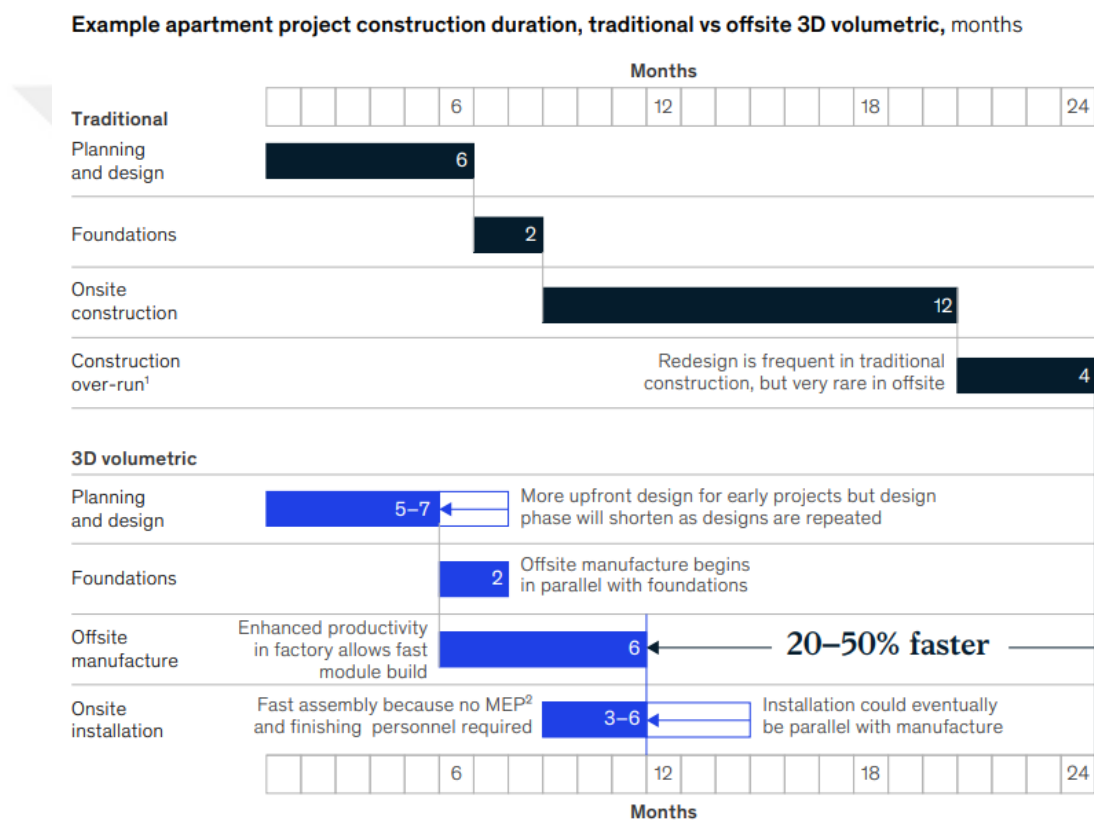 Example apartment project construction duration, traditional vs offsite 3D volumetric, months
Months
6 12 18 24
Traditional
Planning
and design
6
Foundations
2
Onsite
construction
12
Construction
over-run¹
Redesign is frequent in traditional
construction, but very rare in offsite
4
3D volumetric
Planning
and design
5–7
More upfront design for early projects but design
phase will shorten as designs are repeated
Foundations
2
Offsite manufacture begins
in parallel with foundations
Offsite
manufacture
Enhanced productivity
in factory allows fast
module build
6
20–50% faster
Onsite
installation
Fast assembly because no MEP²
and finishing personnel required
3–6
Installation could eventually
be parallel with manufacture
6 12 18 24
Months